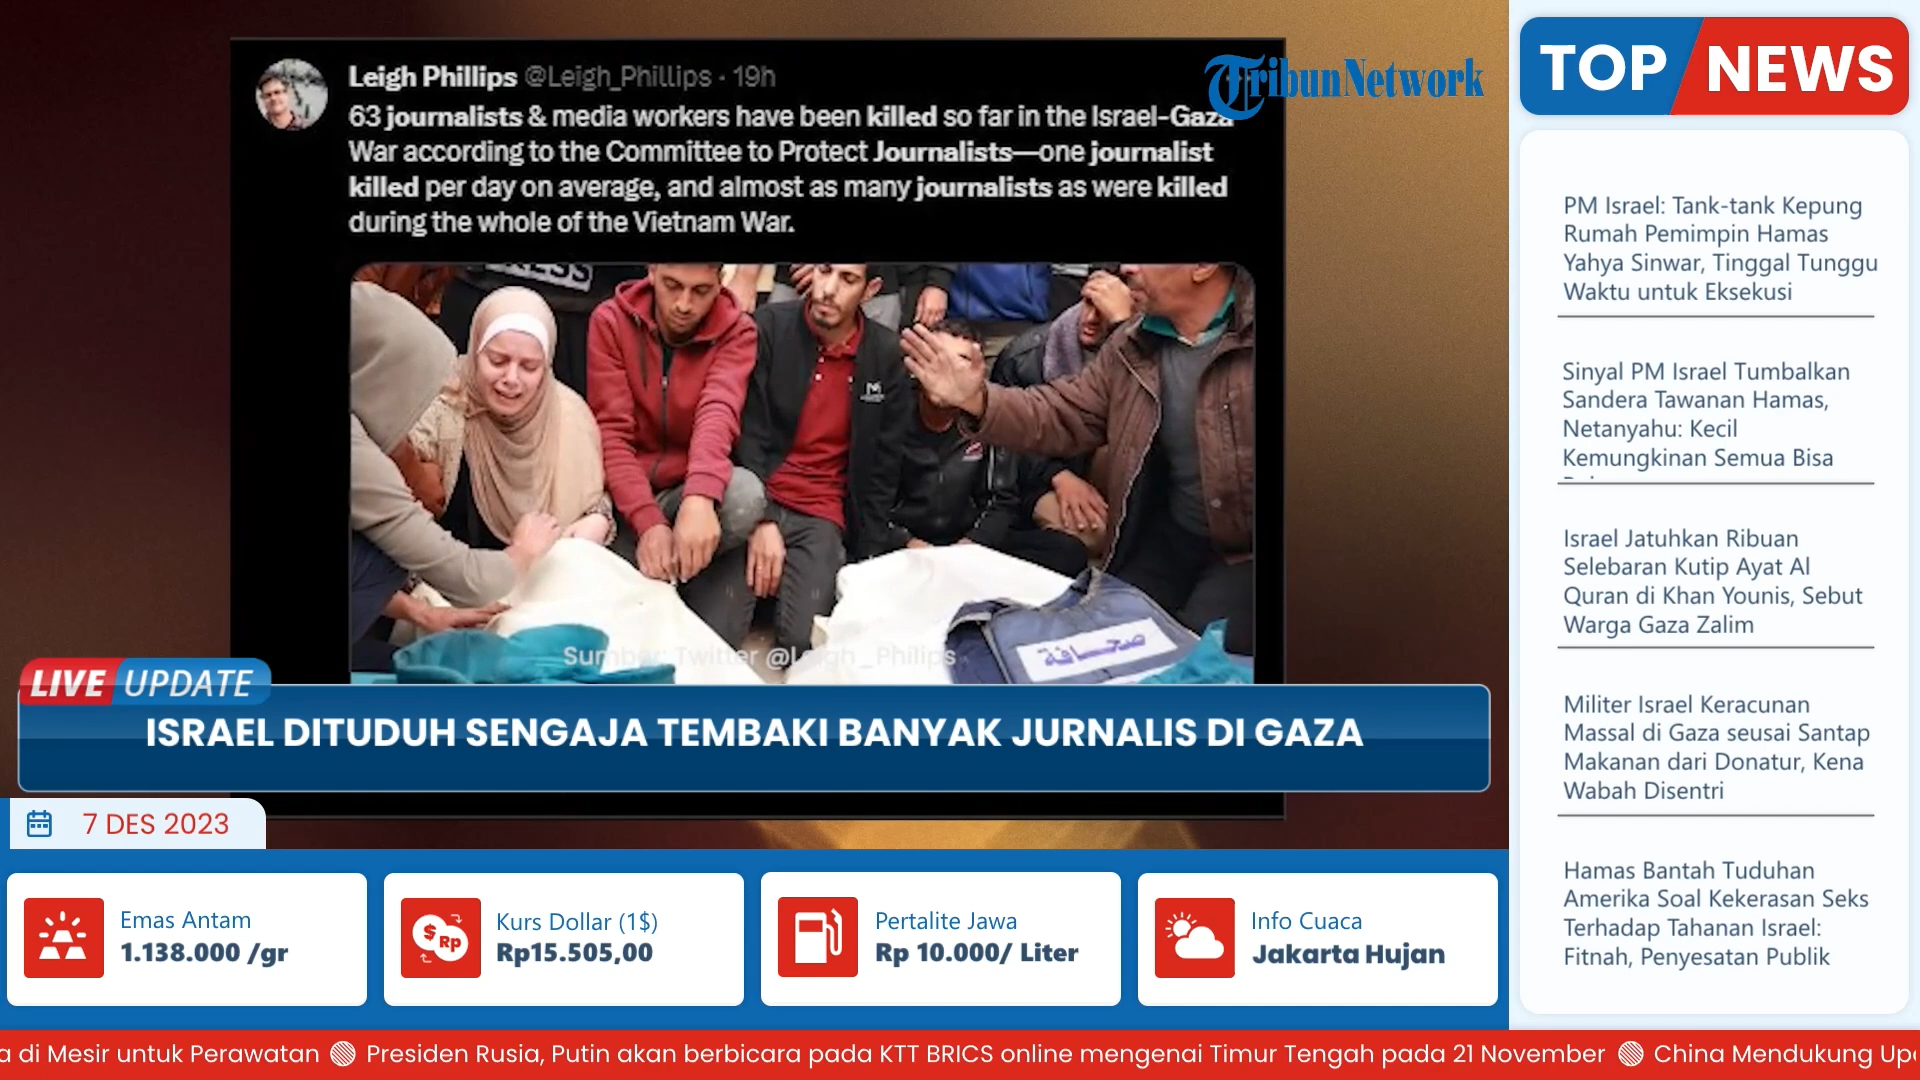 Leigh Phillips @Leigh_Phillips · 19h
63 journalists & media workers have been killed so far in the Israel-Gaza
War according to the Committee to Protect Journalists—one journalist
killed per day on average, and almost as many journalists as were killed
during the whole of the Vietnam War.
TribunNetwork
PRESS
صحافة
Sumber: Twitter @Leigh_Philips
LIVE UPDATE
ISRAEL DITUDUH SENGAJA TEMBAKI BANYAK JURNALIS DI GAZA
7 DES 2023
Emas Antam
1.138.000 /gr
Kurs Dollar (1$)
Rp15.505,00
Pertalite Jawa
Rp 10.000/ Liter
Info Cuaca
Jakarta Hujan
TOP NEWS
PM Israel: Tank-tank Kepung
Rumah Pemimpin Hamas
Yahya Sinwar, Tinggal Tunggu
Waktu untuk Eksekusi
Sinyal PM Israel Tumbalkan
Sandera Tawanan Hamas,
Netanyahu: Kecil
Kemungkinan Semua Bisa
Israel Jatuhkan Ribuan
Selebaran Kutip Ayat Al
Quran di Khan Younis, Sebut
Warga Gaza Zalim
Militer Israel Keracunan
Massal di Gaza seusai Santap
Makanan dari Donatur, Kena
Wabah Disentri
Hamas Bantah Tuduhan
Amerika Soal Kekerasan Seks
Terhadap Tahanan Israel:
Fitnah, Penyesatan Publik
a di Mesir untuk Perawatan Presiden Rusia, Putin akan berbicara pada KTT BRICS online mengenai Timur Tengah pada 21 November China Mendukung